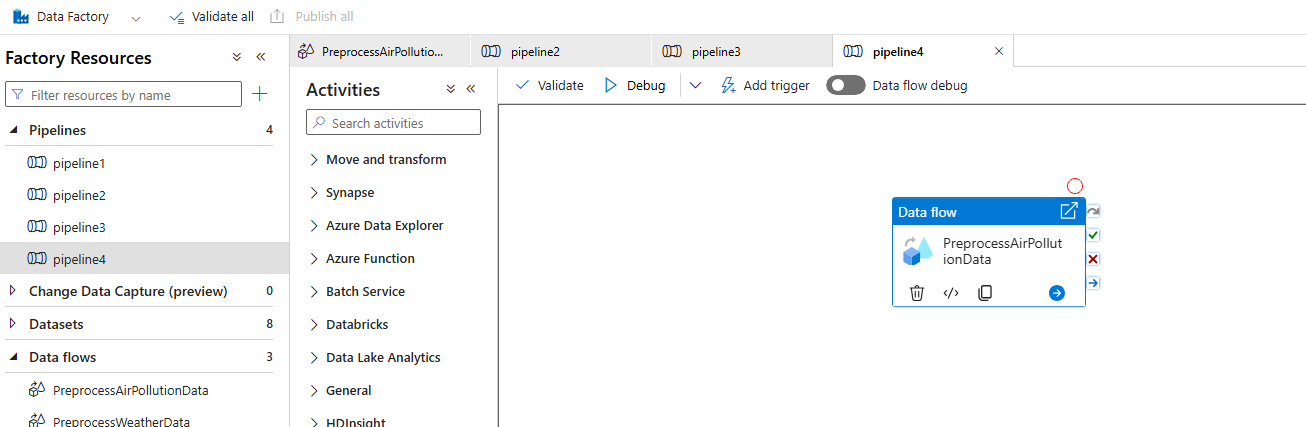 Data Factory
Validate all
Publish all
Factory Resources
Filter resources by name
Pipelines 4
pipeline1
pipeline2
pipeline3
pipeline4
Change Data Capture (preview) 0
Datasets 8
Data flows 3
PreprocessAirPollutionData
PreprocessWeatherData
PreprocessAirPollutio...
pipeline2
pipeline3
pipeline4
Activities
Search activities
Move and transform
Synapse
Azure Data Explorer
Azure Function
Batch Service
Databricks
Data Lake Analytics
General
HDInsight
Validate
Debug
Add trigger
Data flow debug
Data flow
PreprocessAirPollut
ionData